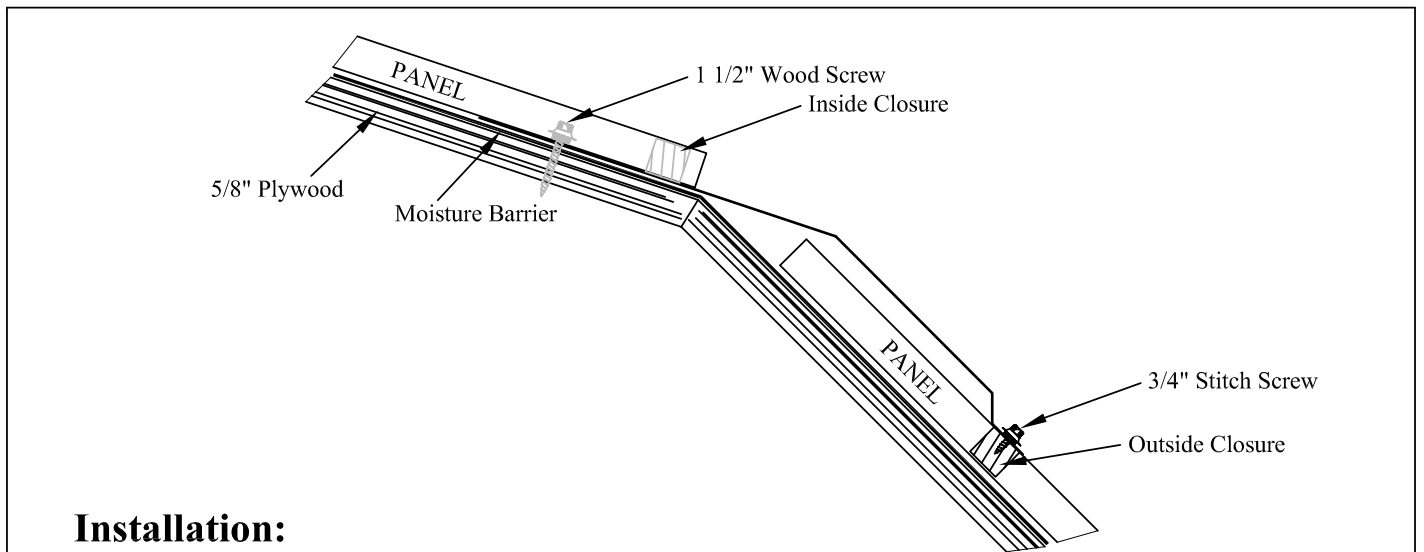 PANEL
1 1/2" Wood Screw
Inside Closure
5/8" Plywood
Moisture Barrier
PANEL
3/4" Stitch Screw
Outside Closure
Installation: